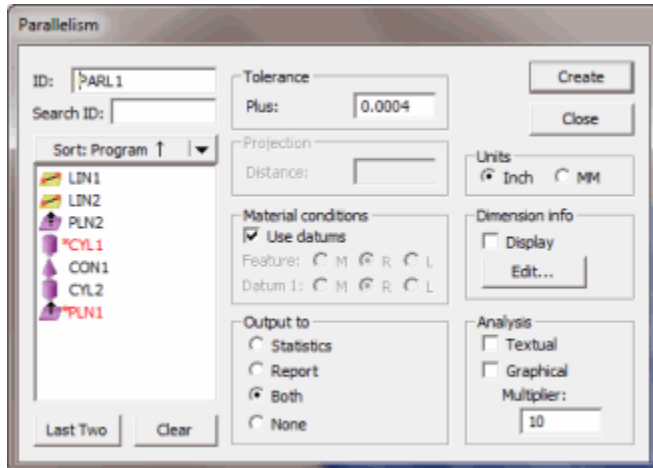 Parallelism
ID: PARL1
Search ID:
Sort: Program ↑
LIN1
LIN2
PLN2
*CYL1
CON1
CYL2
*PLN1
Last Two Clear
Tolerance
Plus: 0.0004
Projection
Distance:
Material conditions
Use datums
Feature: M R L
Datum 1: M R L
Output to
Statistics
Report
Both
None
Create
Close
Units
Inch MM
Dimension info
Display
Edit...
Analysis
Textual
Graphical
Multiplier:
10